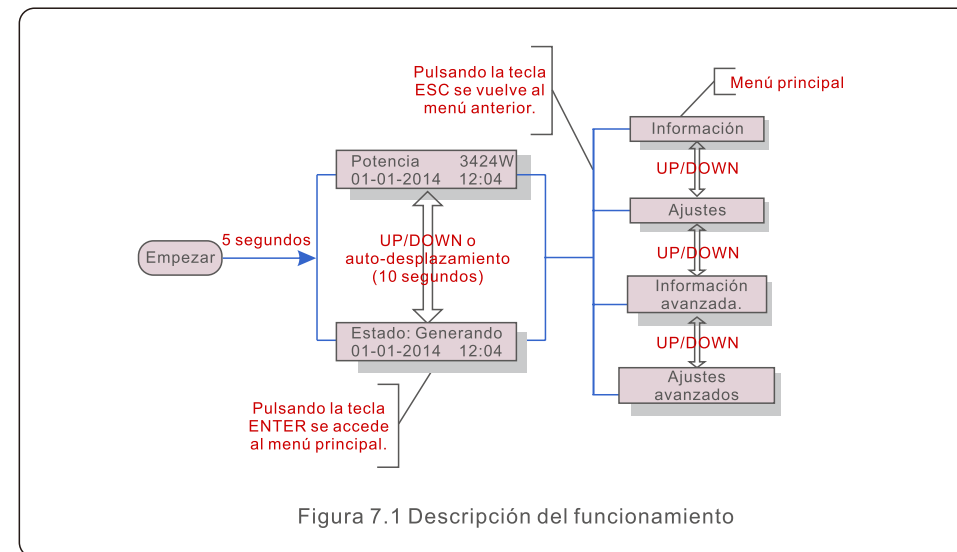 Pulsando la tecla
ESC se vuelve al
menú anterior.
Menú principal
Información
UP/DOWN
Ajustes
UP/DOWN
Información
avanzada.
UP/DOWN
Ajustes
avanzados
Potencia 3424W
01-01-2014 12:04
Empezar
5 segundos
UP/DOWN o
auto-desplazamiento
(10 segundos)
Estado: Generando
01-01-2014 12:04
Pulsando la tecla
ENTER se accede
al menú principal.
Figura 7.1 Descripción del funcionamiento